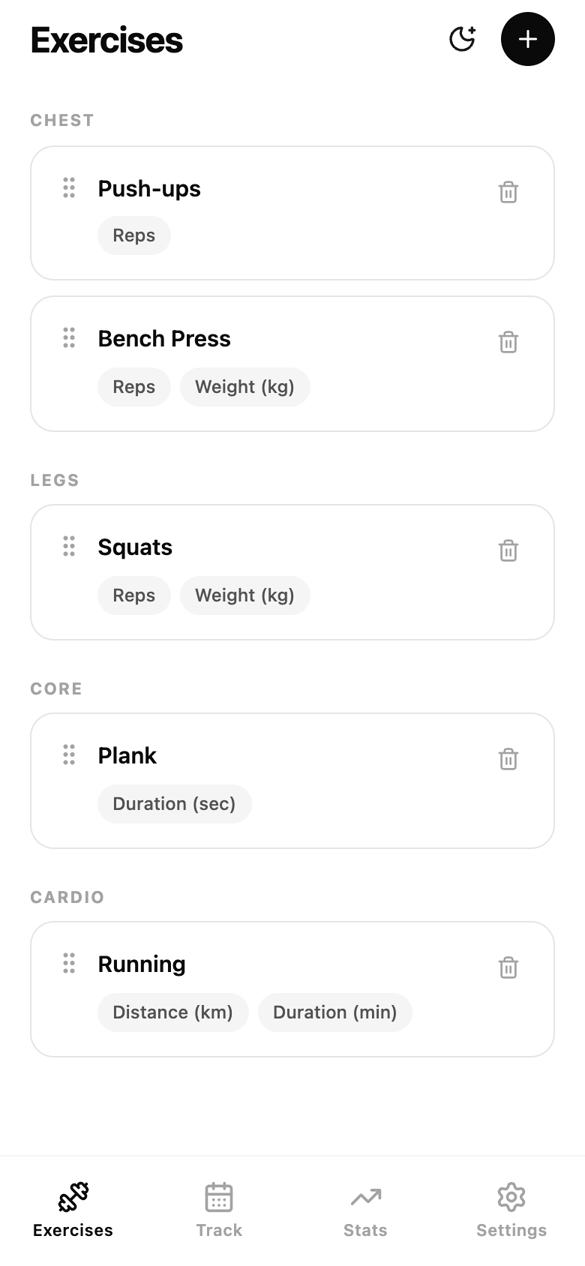 Exercises
CHEST
Push-ups
Reps
Bench Press
Reps Weight (kg)
LEGS
Squats
Reps Weight (kg)
CORE
Plank
Duration (sec)
CARDIO
Running
Distance (km) Duration (min)
Exercises Track Stats Settings